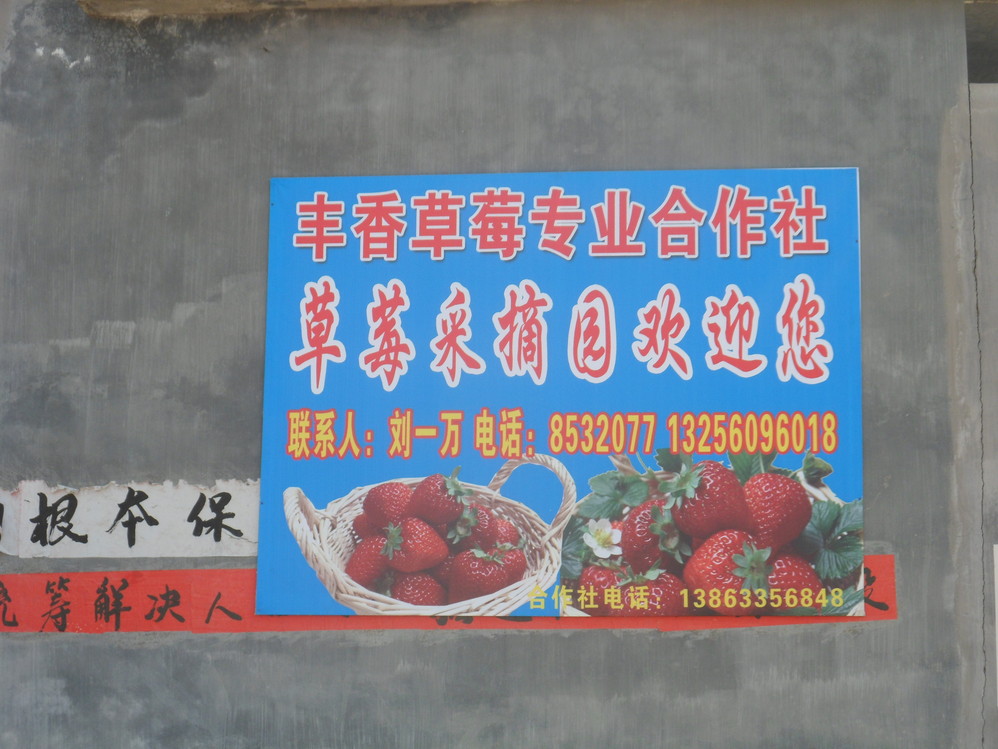 丰香草莓专业合作社
草莓采摘园欢迎您
联系人：刘一万 电话：8532077 13256096018
合作社电话：13863356848
根本保
筹解决人